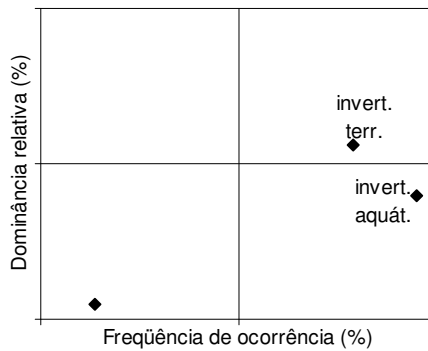 Dominância relativa (%)
invert.
terr.
invert.
aquát.
Freqüência de ocorrência (%)